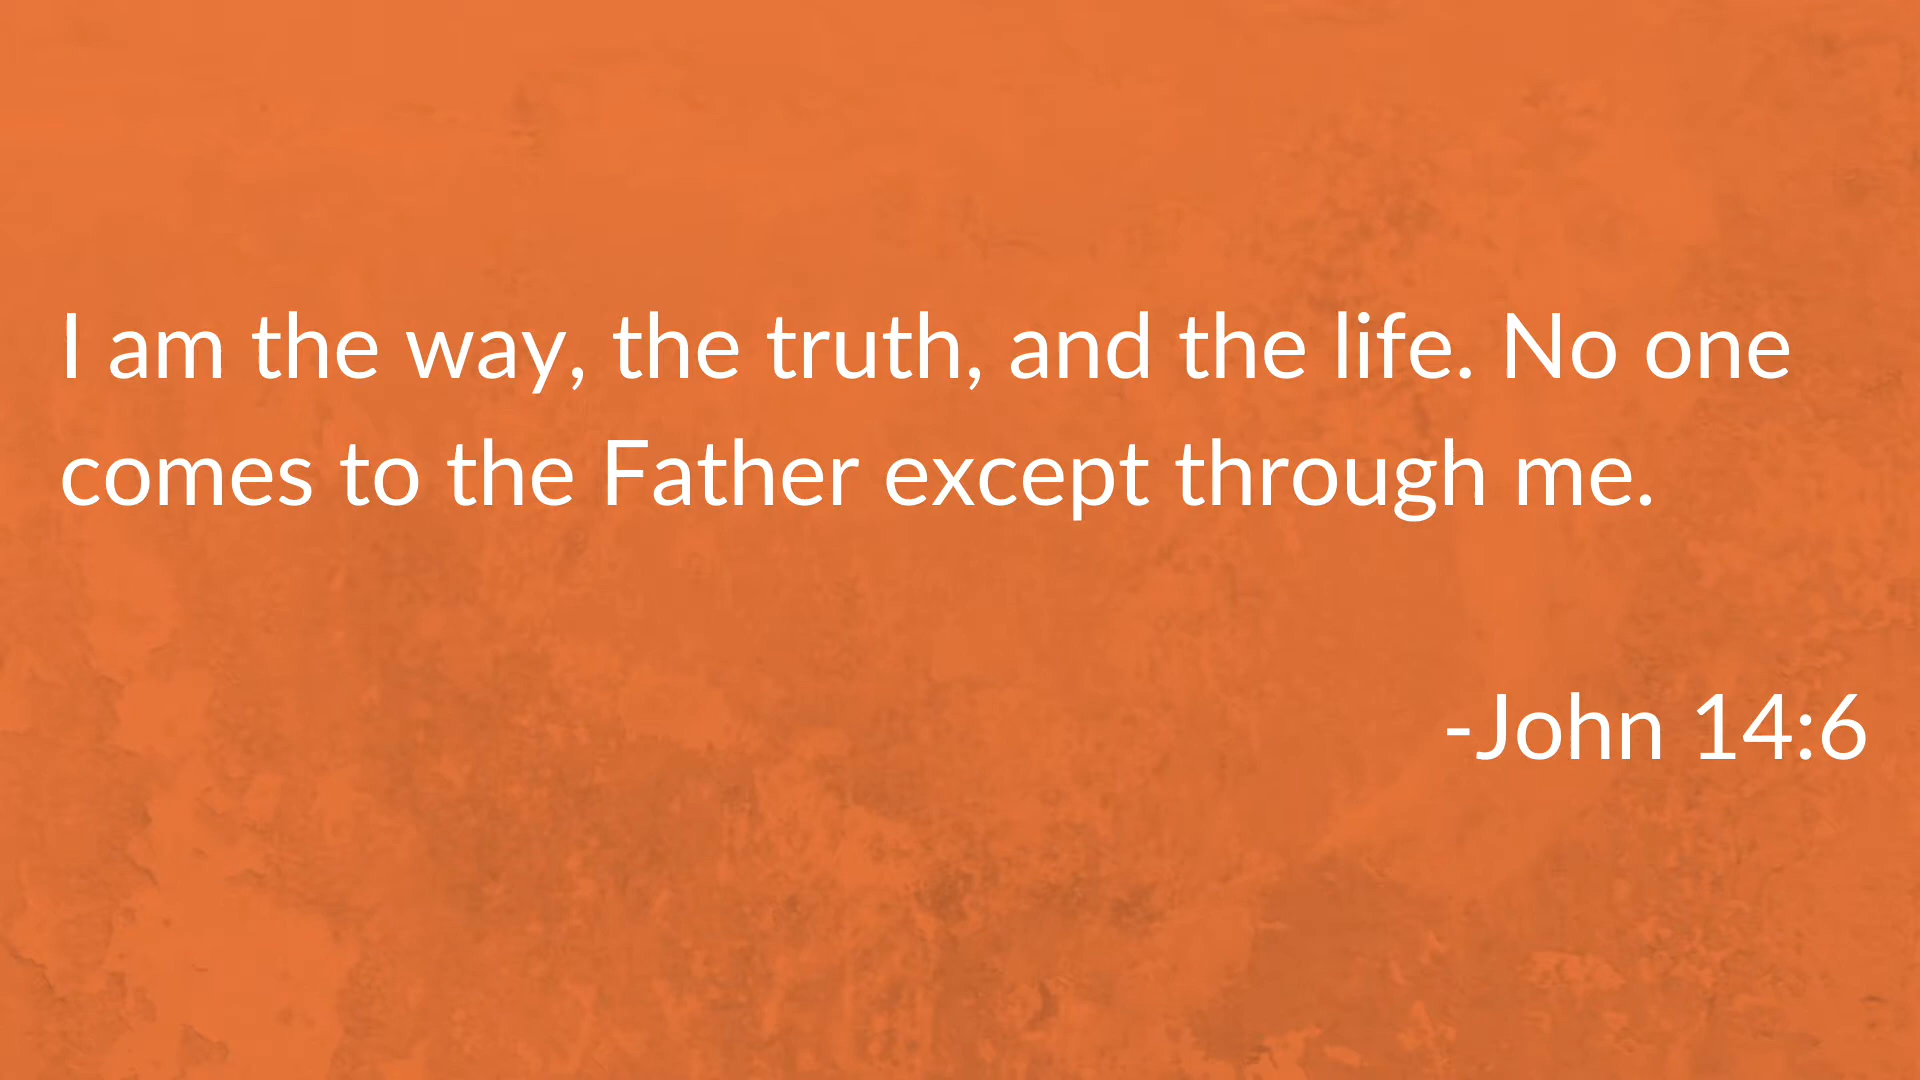 I am the way, the truth, and the life. No one
comes to the Father except through me.
-John 14:6